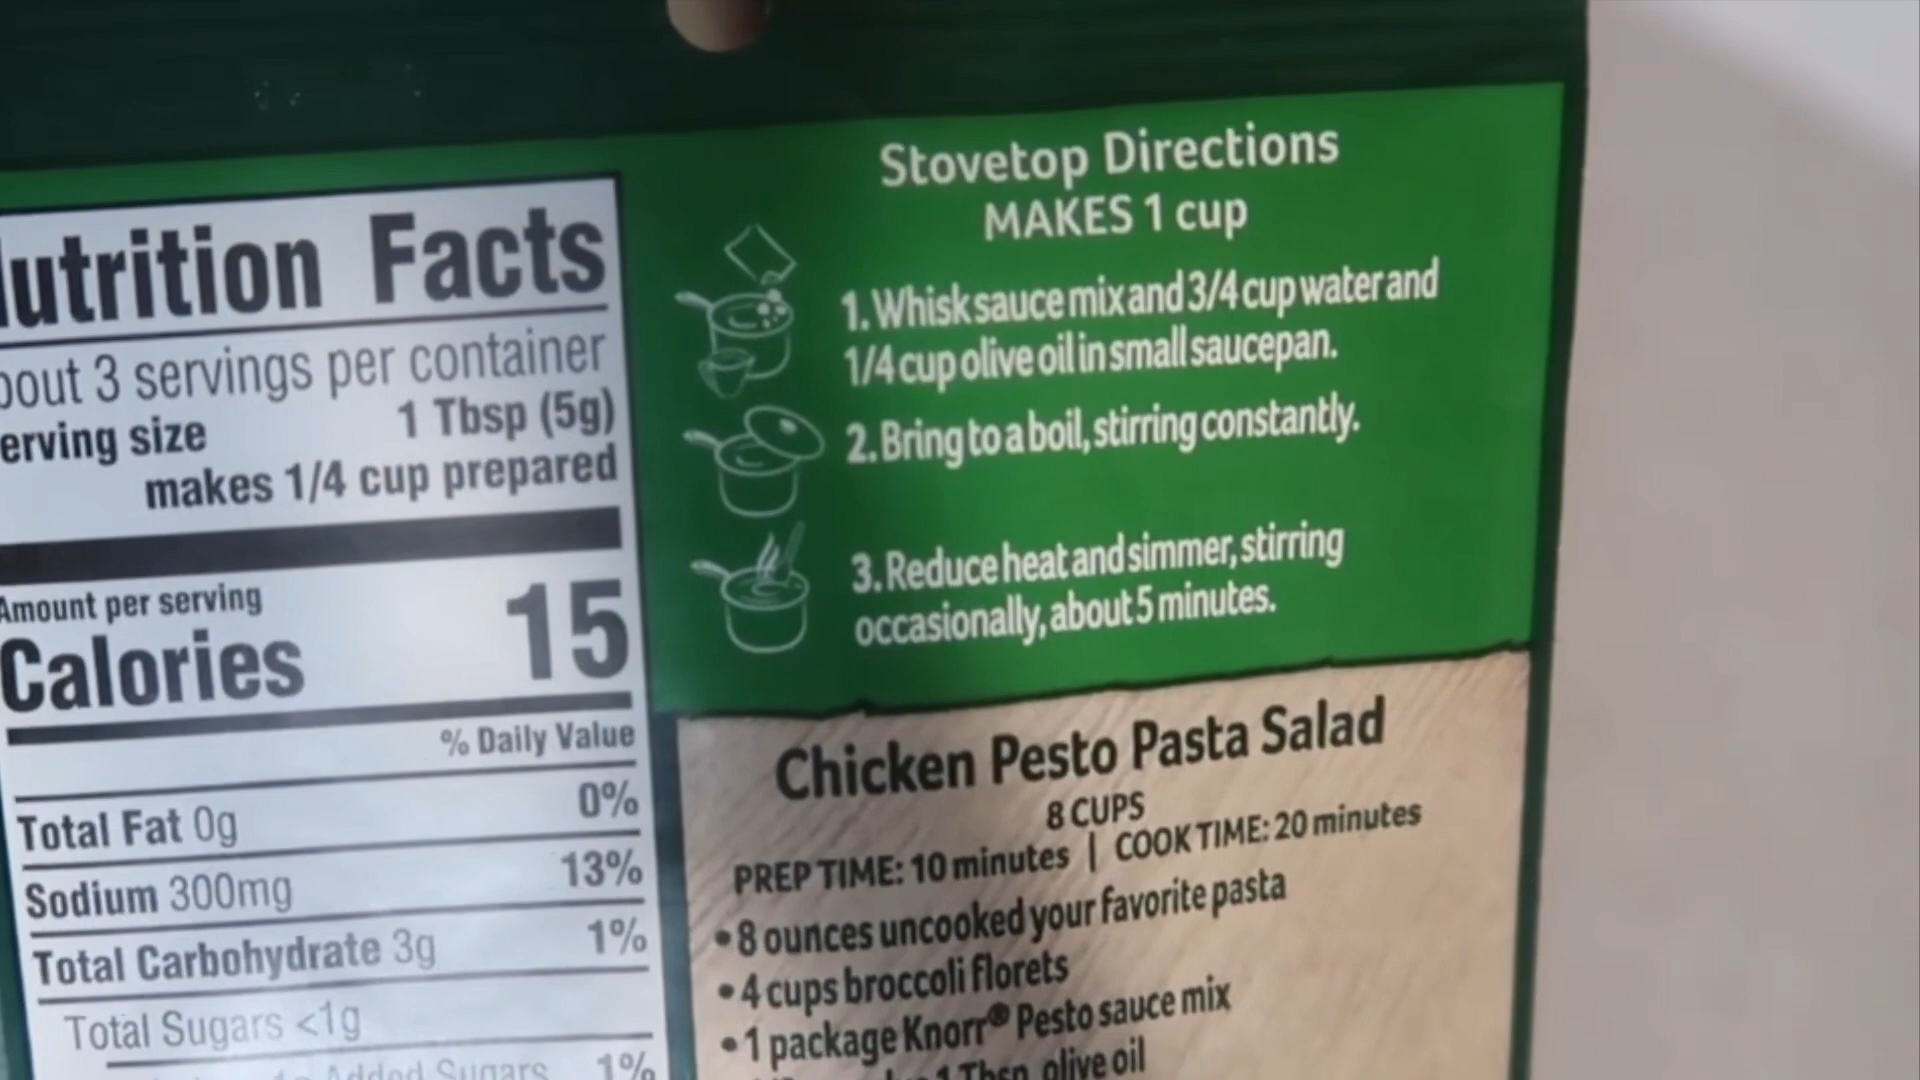 utrition Facts
bout 3 servings per container
erving size 1 Tbsp (5g)
makes 1/4 cup prepared
Amount per serving
Calories 15
% Daily Value
Total Fat 0g 0%
Sodium 300mg 13%
Total Carbohydrate 3g 1%
Total Sugars <1g
Added Sugars 1%
Stovetop Directions
MAKES 1 cup
1. Whisk sauce mix and 3/4 cup water and
1/4 cup olive oil in small saucepan.
2. Bring to a boil, stirring constantly.
3. Reduce heat and simmer, stirring
occasionally, about 5 minutes.
Chicken Pesto Pasta Salad
8 CUPS
PREP TIME: 10 minutes | COOK TIME: 20 minutes
• 8 ounces uncooked your favorite pasta
• 4 cups broccoli florets
• 1 package Knorr® Pesto sauce mix
1 Tbsp olive oil